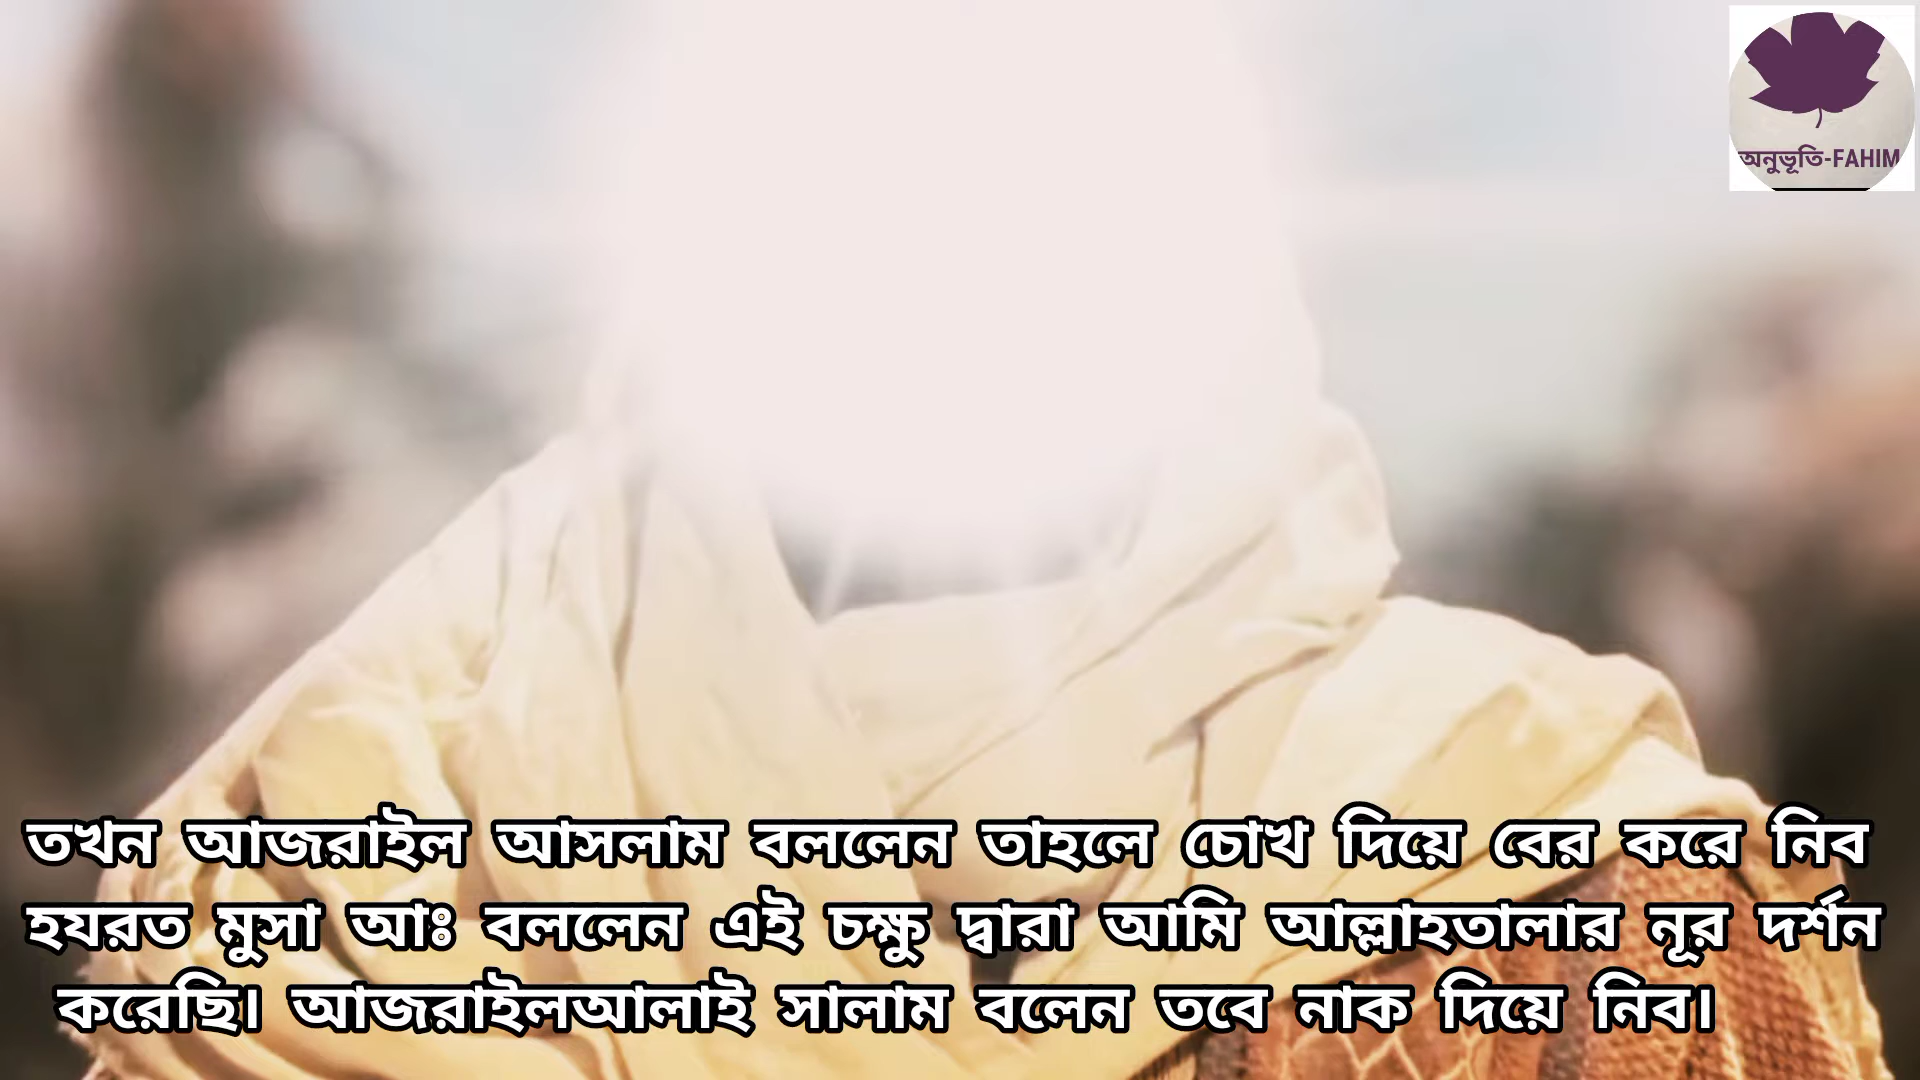 অনুভূতি-FAHIM
তখন আজরাইল আসলাম বললেন তাহলে চোখ দিয়ে বের করে নিব
হযরত মুসা আঃ বললেন এই চক্ষু দ্বারা আমি আল্লাহতালার নূর দর্শন
করেছি। আজরাইলআলাই সালাম বলেন তবে নাক দিয়ে নিব।